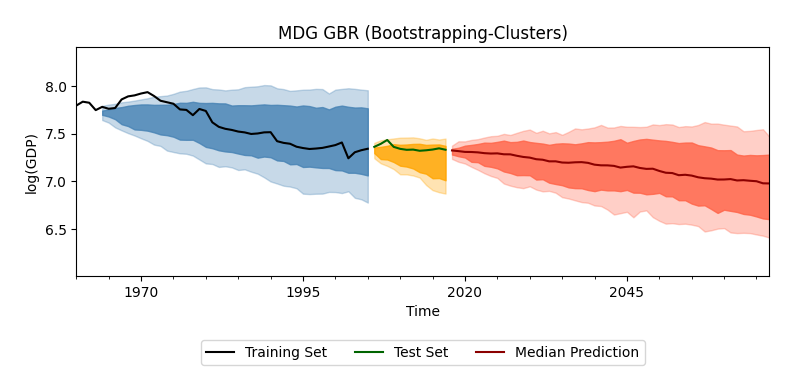 MDG GBR (Bootstrapping-Clusters)
8.0
7.5
7.0
6.5
log(GDP)
1970 1995 2020 2045
Time
Training Set Test Set Median Prediction